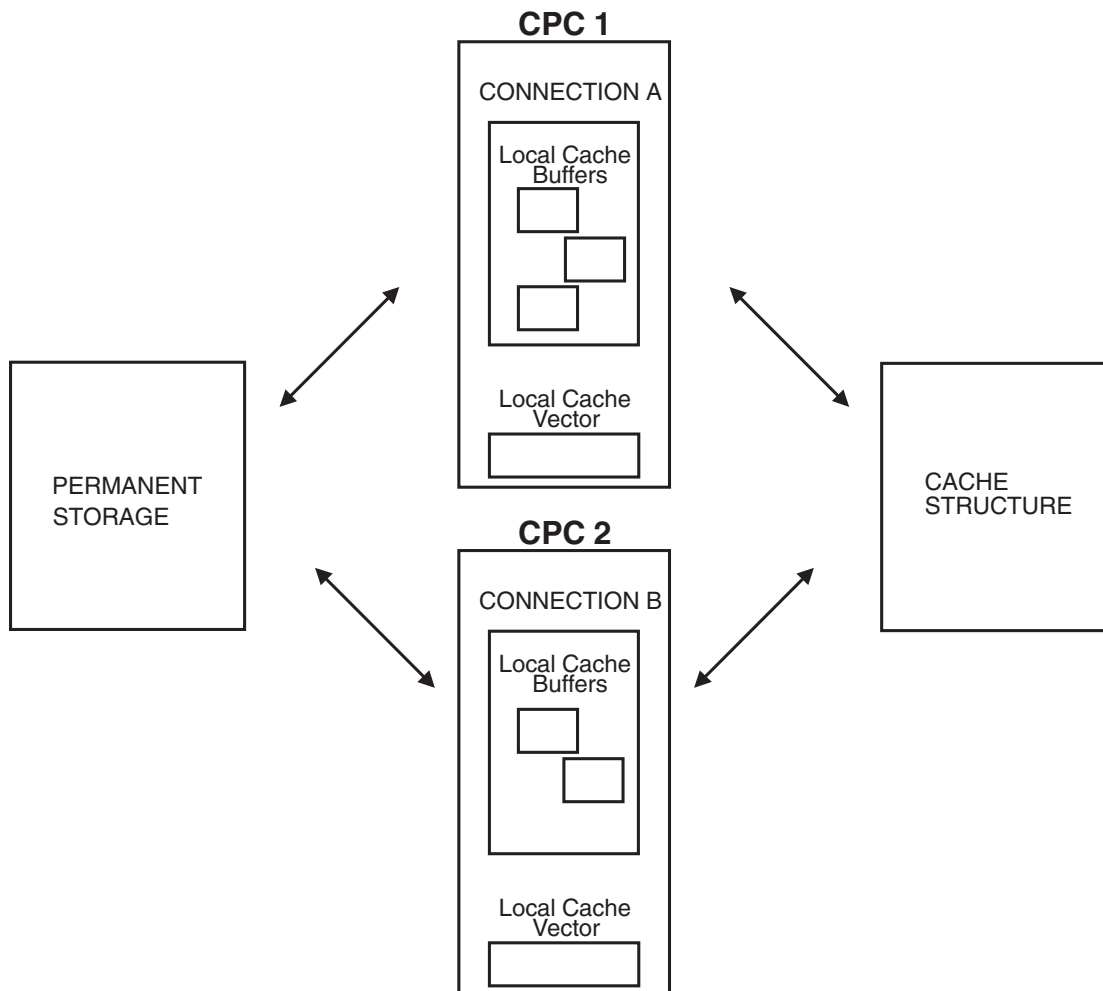 CPC 1
CONNECTION A
Local Cache
Buffers
Local Cache
Vector
PERMANENT
STORAGE
CACHE
STRUCTURE
CPC 2
CONNECTION B
Local Cache
Buffers
Local Cache
Vector